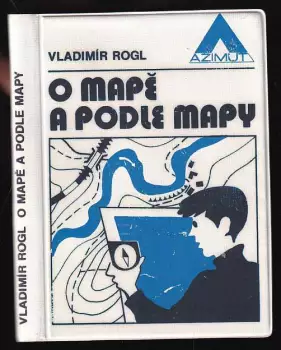 VLADIMÍR ROGL
AZIMUT
O MAPĚ
A PODLE MAPY
VLADIMÍR ROGL O MAPĚ A PODLE MAPY